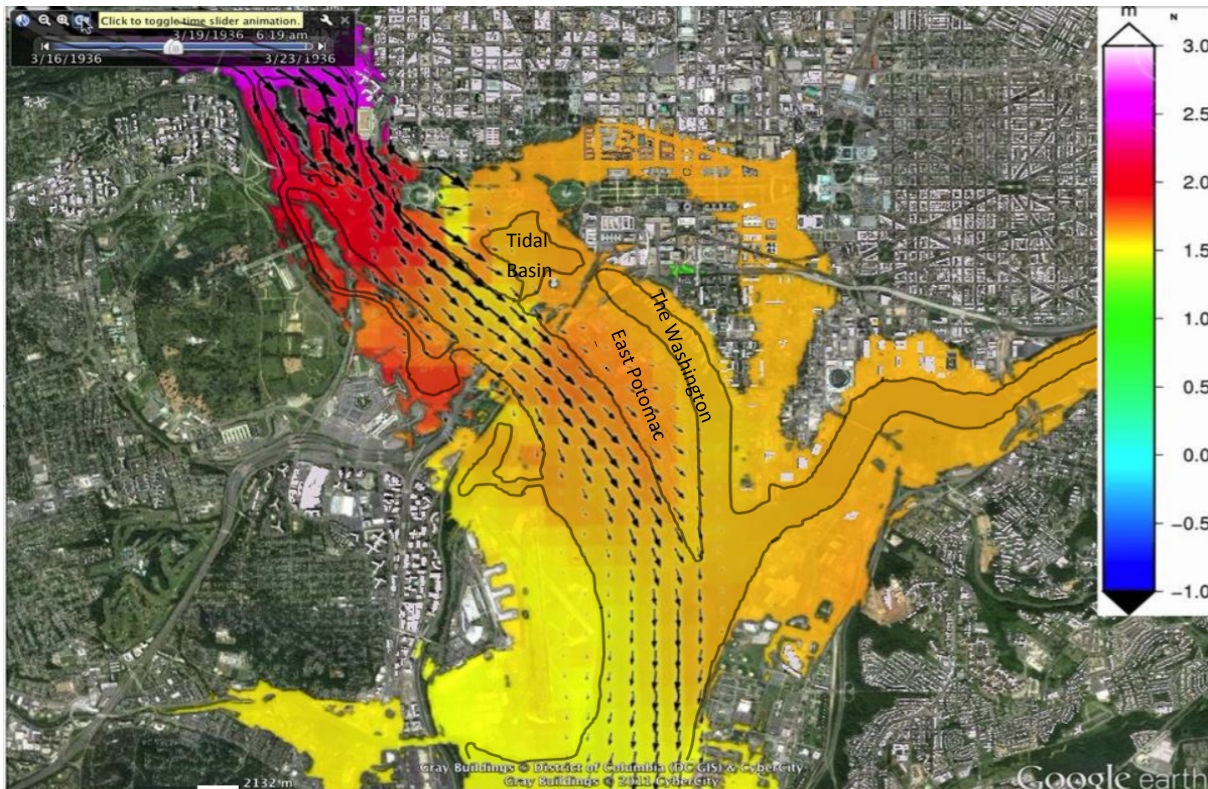 Click to toggle time slider animation.
3/19/1936 6:19 am
3/16/1936
3/23/1936
m
N
3.0
2.5
2.0
1.5
1.0
0.5
0.0
-0.5
-1.0
Tidal
Basin
The Washington
East Potomac
2132 m
Gray Buildings © District of Columbia (DC GIS) & CyberCity
Gray Buildings © 2011 CyberCity
Google earth